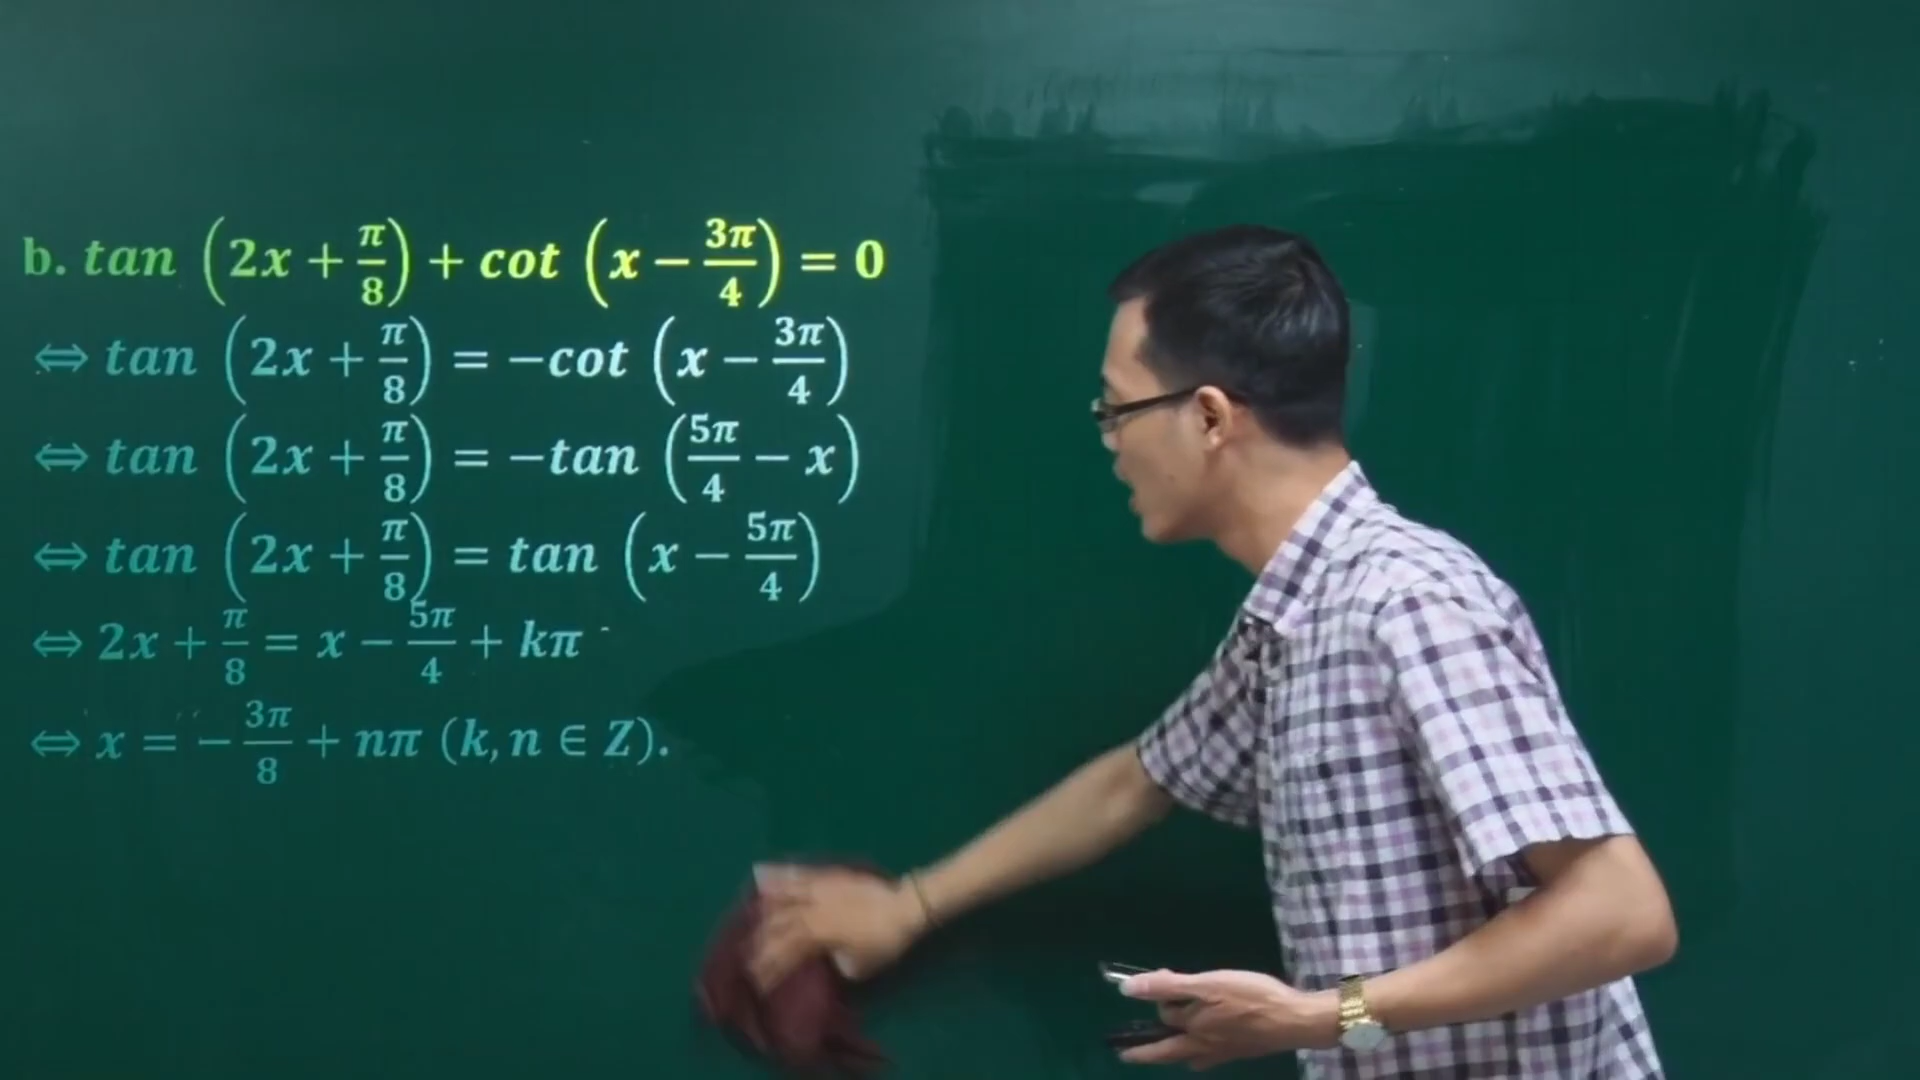 b. tan (2x + π/8) + cot (x − 3π/4) = 0
⇔ tan (2x + π/8) = −cot (x − 3π/4)
⇔ tan (2x + π/8) = −tan (5π/4 − x)
⇔ tan (2x + π/8) = tan (x − 5π/4)
⇔ 2x + π/8 = x − 5π/4 + kπ
⇔ x = − 3π/8 + nπ (k, n ∈ Z).